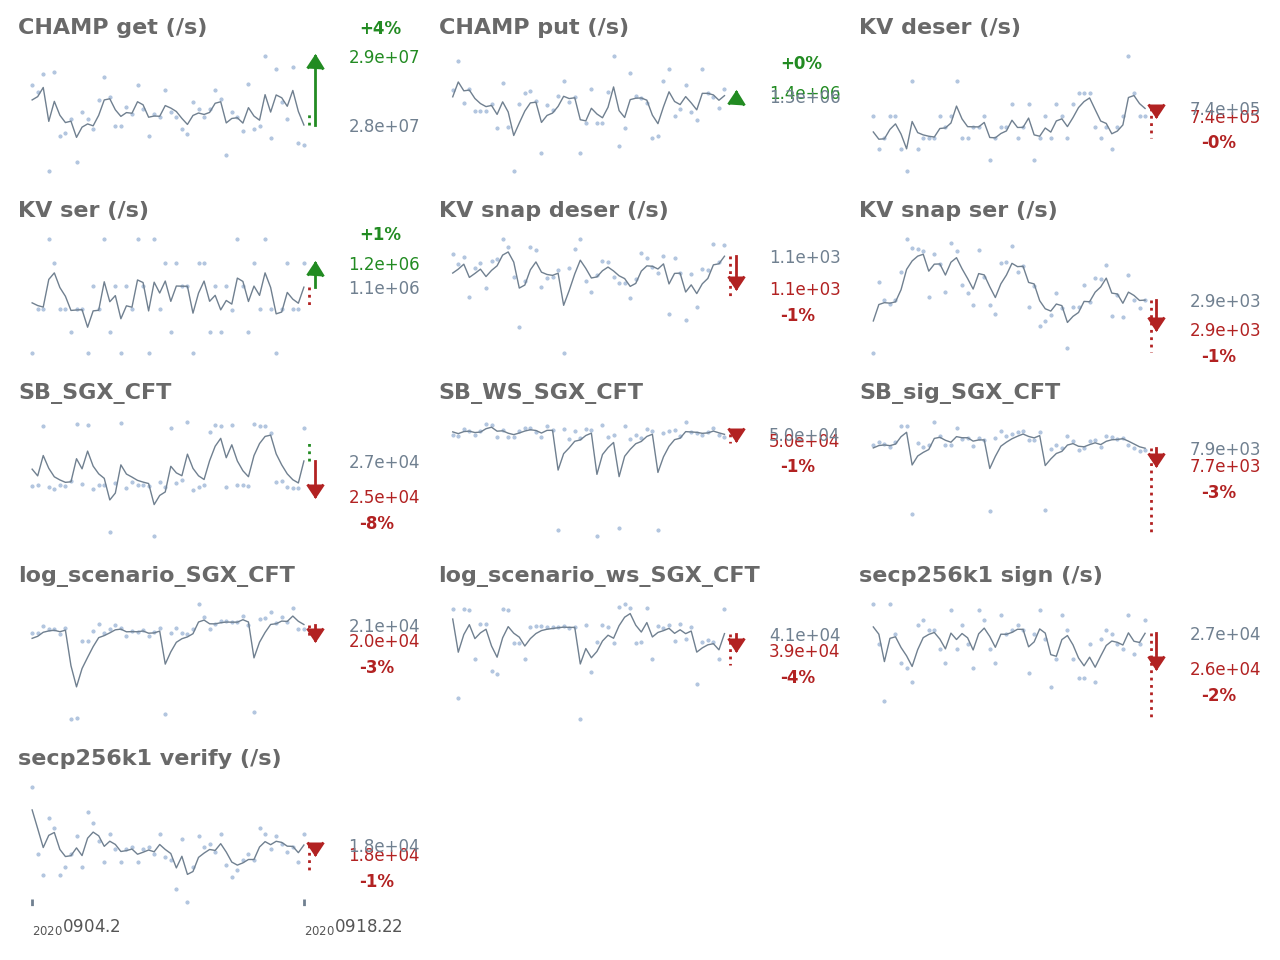 CHAMP get (/s)
+4%
2.9e+07
2.8e+07
CHAMP put (/s)
+0%
1.4e+06
1.3e+06
KV deser (/s)
7.4e+05
7.4e+05
-0%
KV ser (/s)
+1%
1.2e+06
1.1e+06
KV snap deser (/s)
1.1e+03
1.1e+03
-1%
KV snap ser (/s)
2.9e+03
2.9e+03
-1%
SB_SGX_CFT
2.7e+04
2.5e+04
-8%
SB_WS_SGX_CFT
5.0e+04
5.0e+04
-1%
SB_sig_SGX_CFT
7.9e+03
7.7e+03
-3%
log_scenario_SGX_CFT
2.1e+04
2.0e+04
-3%
log_scenario_ws_SGX_CFT
4.1e+04
3.9e+04
-4%
secp256k1 sign (/s)
2.7e+04
2.6e+04
-2%
secp256k1 verify (/s)
1.8e+04
1.8e+04
-1%
20200904.2
20200918.22